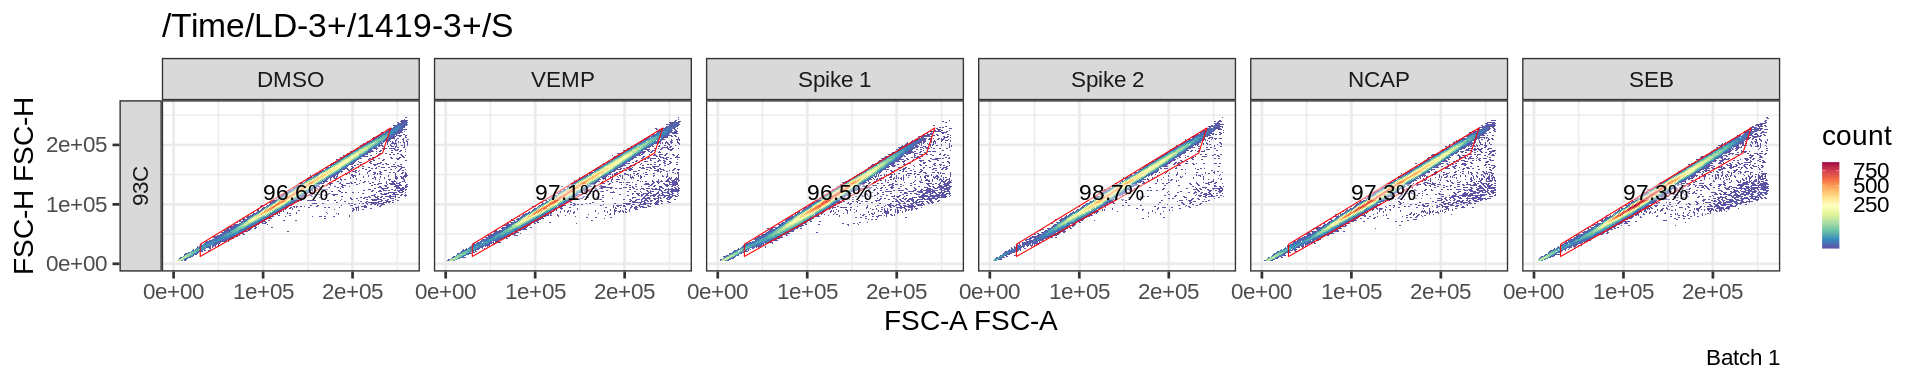 /Time/LD-3+/1419-3+/S
DMSO VEMP Spike 1 Spike 2 NCAP SEB
FSC-H FSC-H
93C
2e+05
1e+05
0e+00
96.6% 97.1% 96.5% 98.7% 97.3% 97.3%
0e+00 1e+05 2e+05 0e+00 1e+05 2e+05 0e+00 1e+05 2e+05 0e+00 1e+05 2e+05 0e+00 1e+05 2e+05 0e+00 1e+05 2e+05
FSC-A FSC-A
count
750
500
250
Batch 1